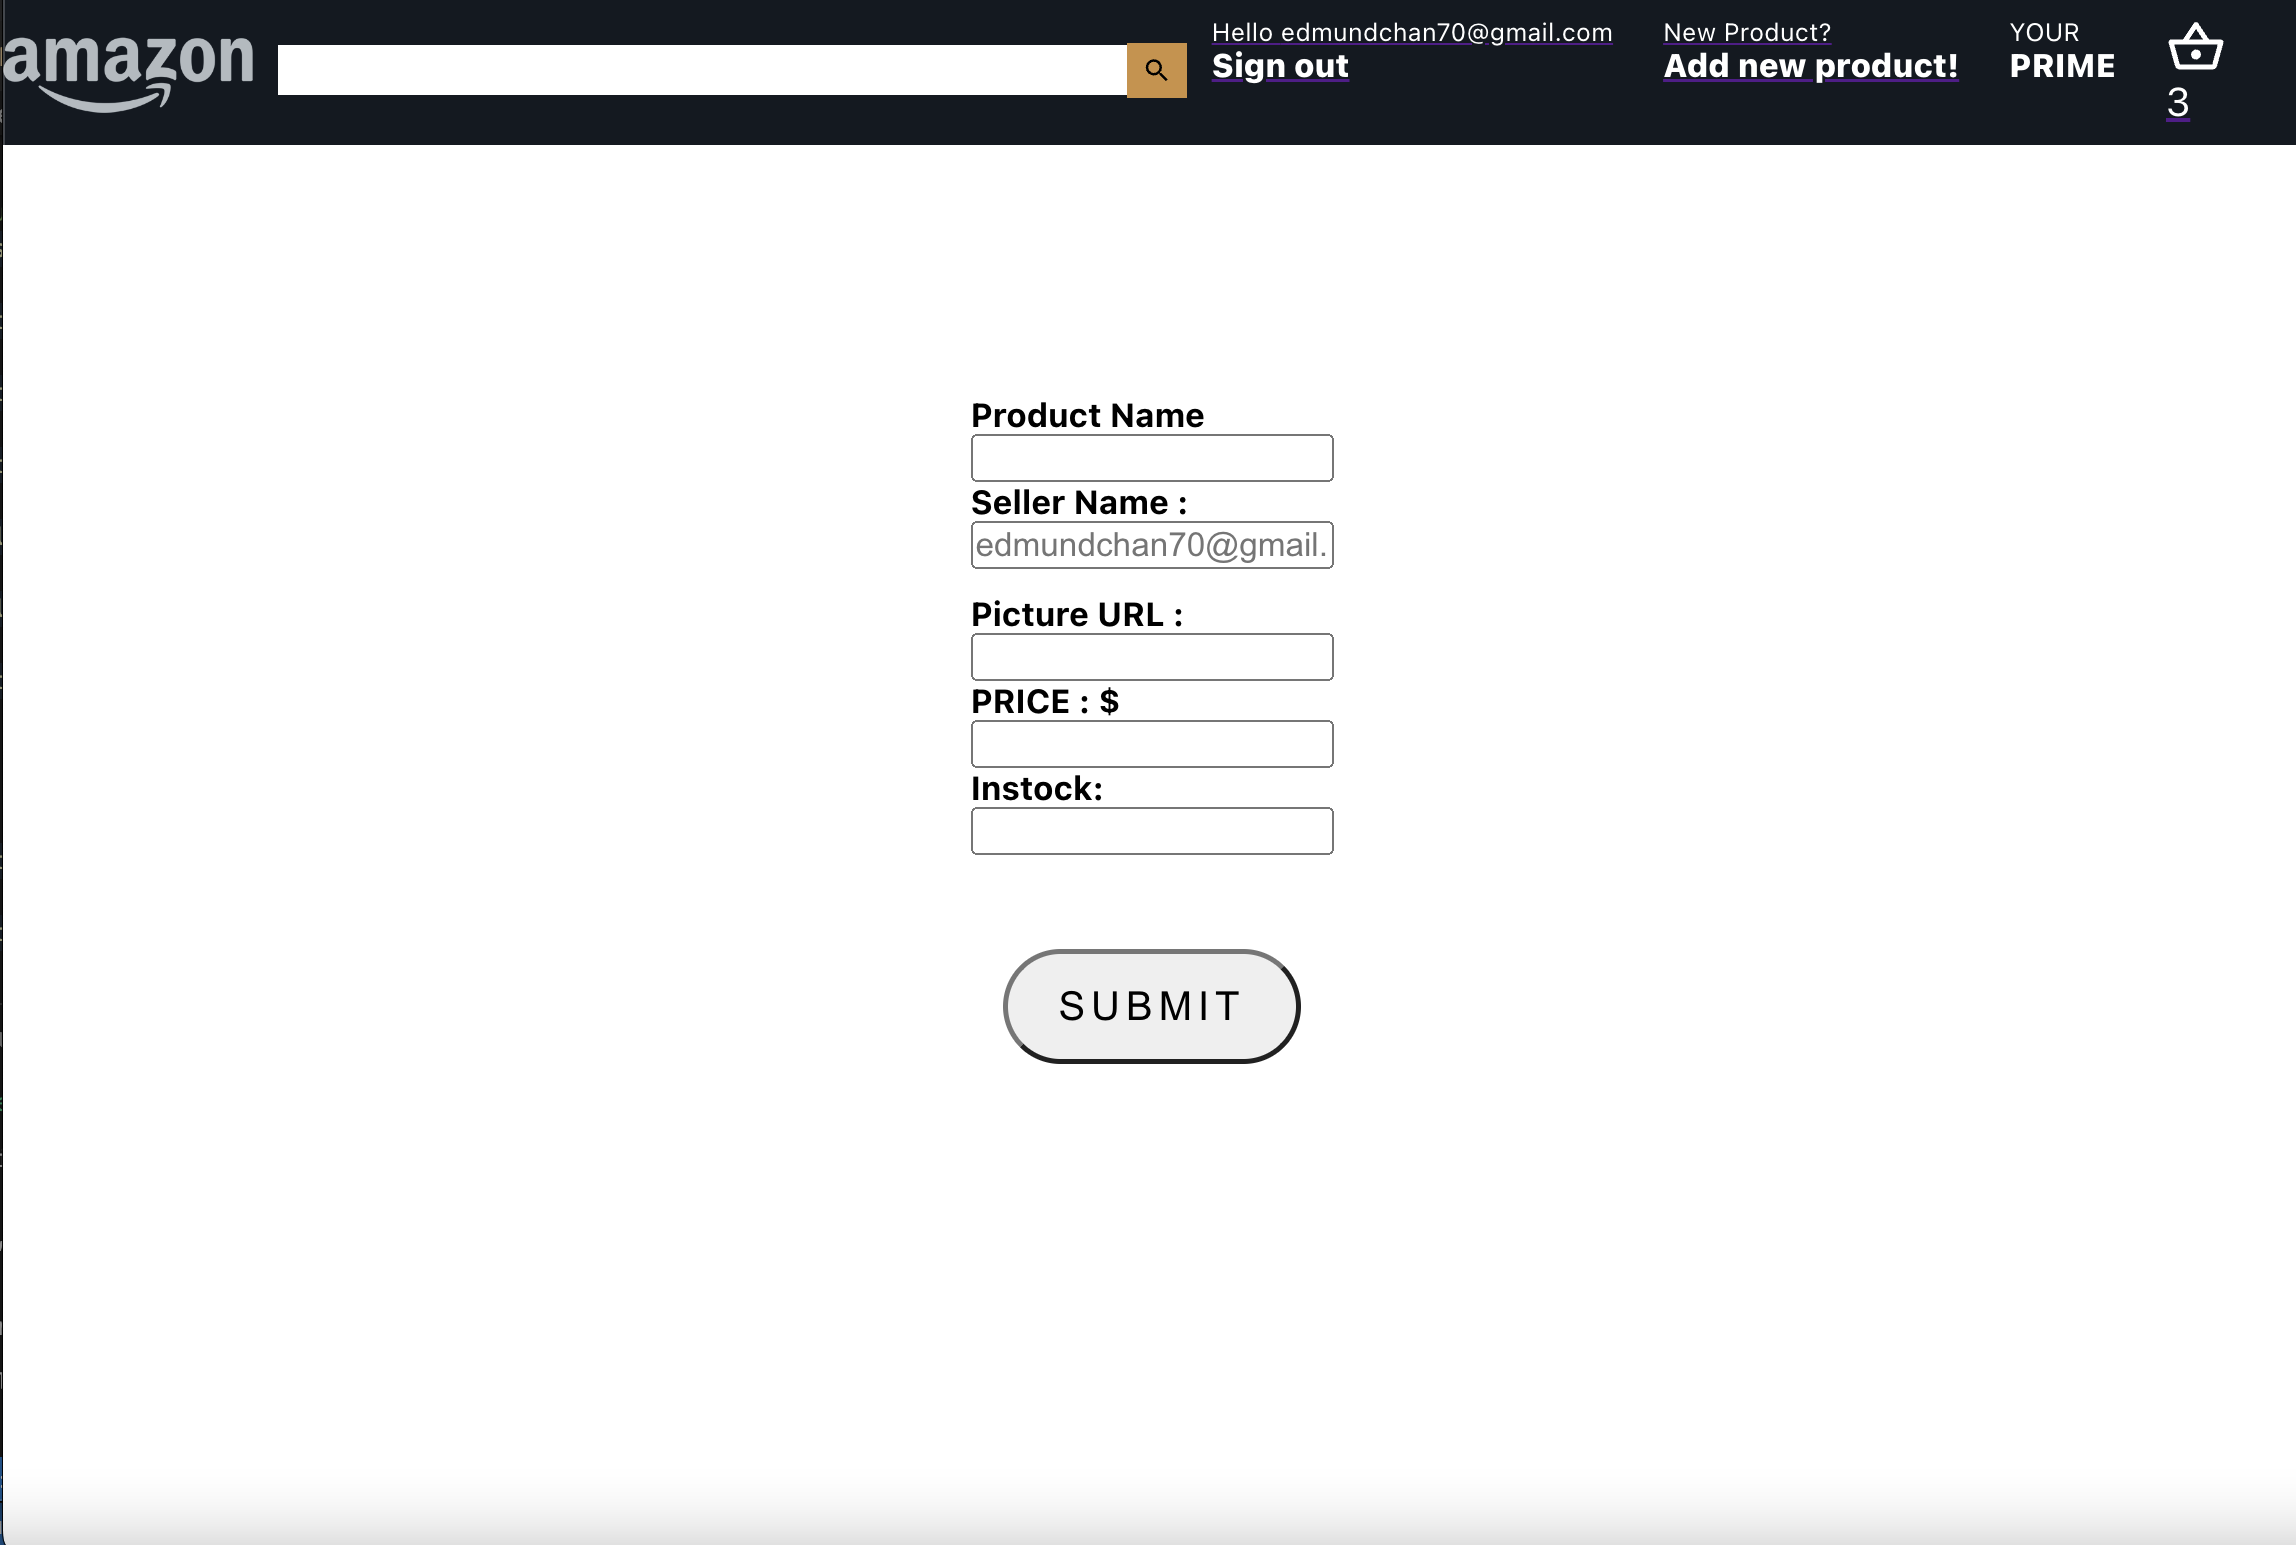 amazon
Hello edmundchan70@gmail.com
Sign out
New Product?
Add new product!
YOUR
PRIME
3
Product Name
Seller Name :
edmundchan70@gmail.
Picture URL :
PRICE : $
Instock:
SUBMIT